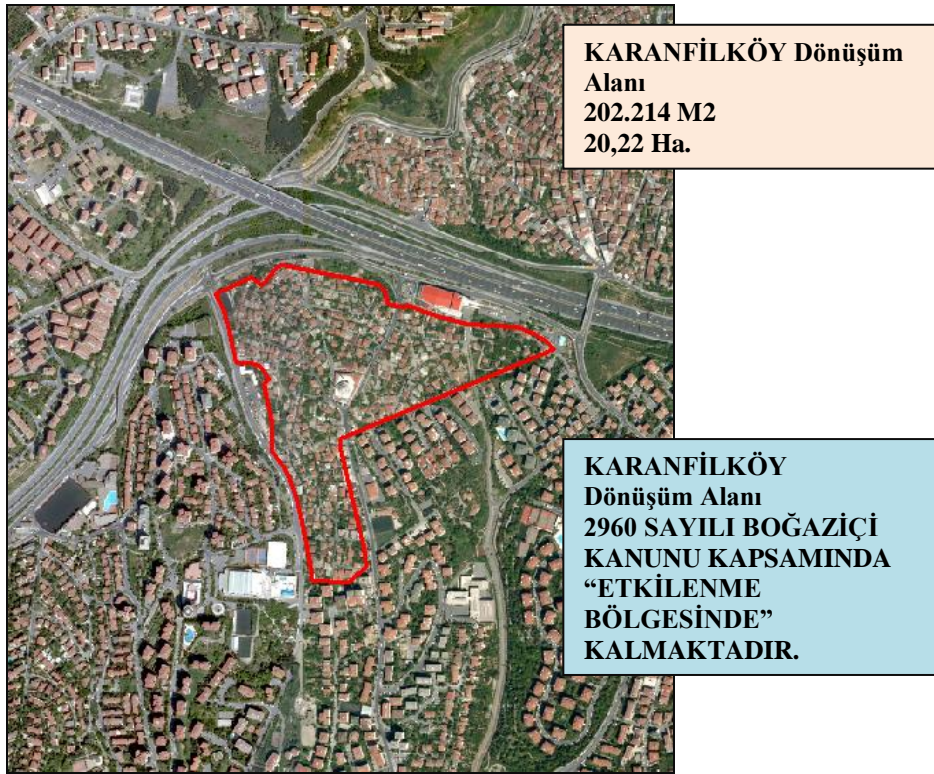 KARANFİLKÖY Dönüşüm
Alanı
202.214 M2
20,22 Ha.
KARANFİLKÖY
Dönüşüm Alanı
2960 SAYILI BOĞAZİÇİ
KANUNU KAPSAMINDA
“ETKİLENME
BÖLGESİNDE”
KALMAKTADIR.